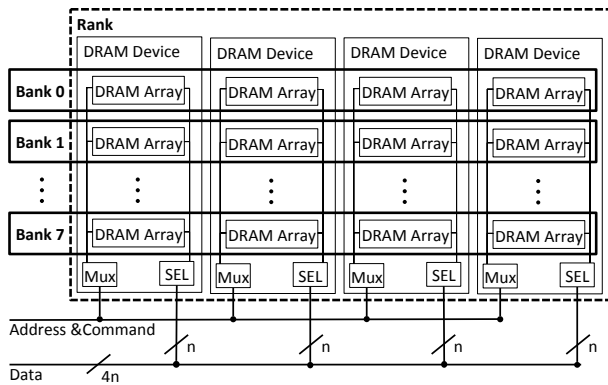 Rank
DRAM Device DRAM Device DRAM Device DRAM Device
Bank 0 DRAM Array DRAM Array DRAM Array DRAM Array
Bank 1 DRAM Array DRAM Array DRAM Array DRAM Array
Bank 7 DRAM Array DRAM Array DRAM Array DRAM Array
Mux SEL Mux SEL Mux SEL Mux SEL
Address &Command
n n n n
Data 4n